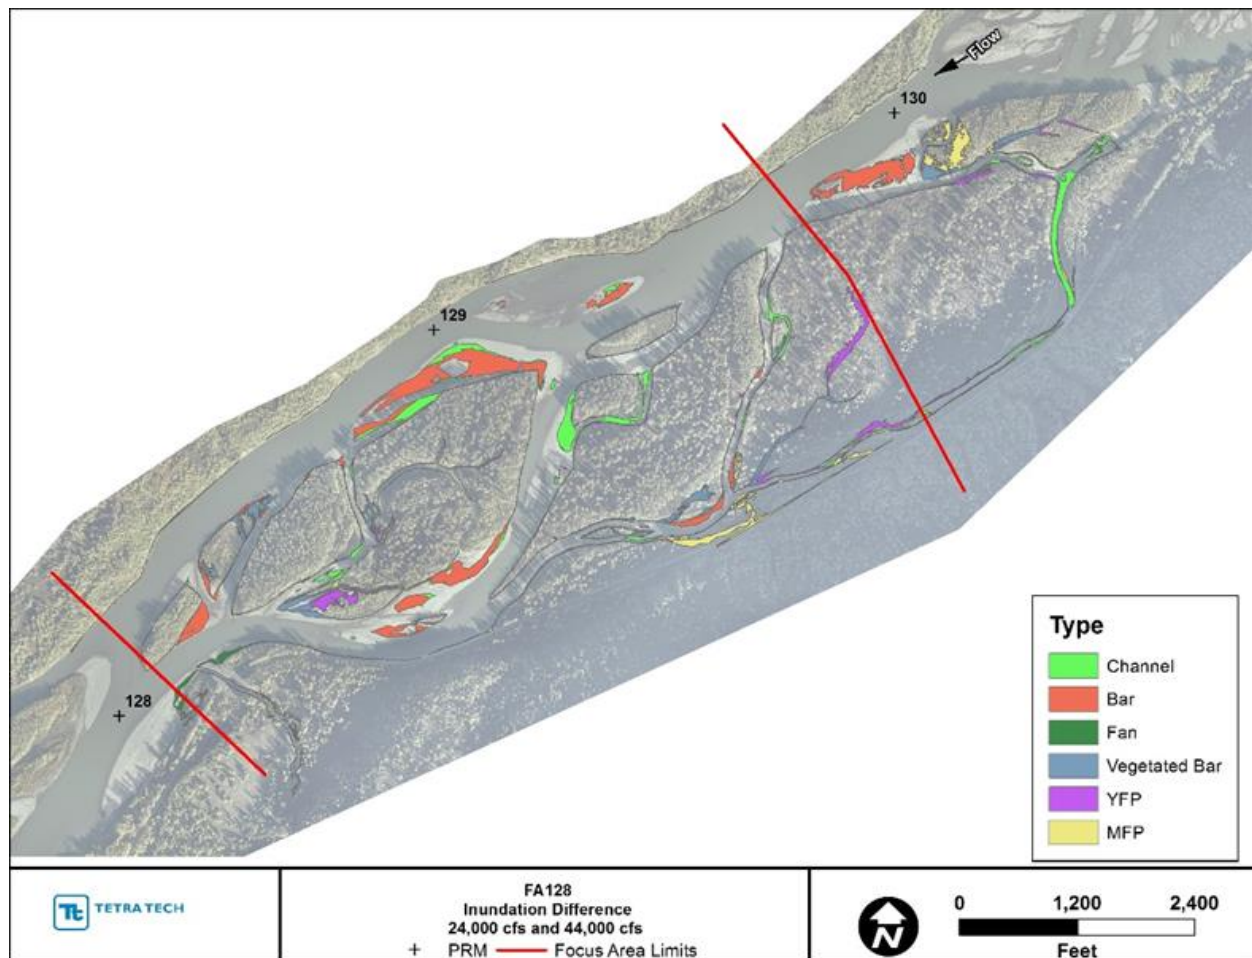 Flow
130
129
128
Type
Channel
Bar
Fan
Vegetated Bar
YFP
MFP
Tt TETRA TECH
FA128
Inundation Difference
24,000 cfs and 44,000 cfs
+ PRM Focus Area Limits
N
0 1,200 2,400
Feet